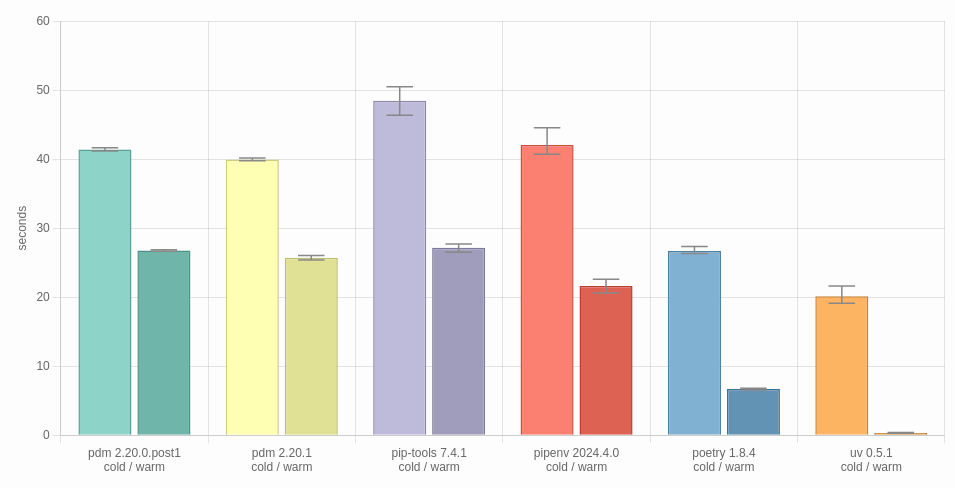 60
50
40
30
20
10
0
seconds
pdm 2.20.0.post1
cold / warm
pdm 2.20.1
cold / warm
pip-tools 7.4.1
cold / warm
pipenv 2024.4.0
cold / warm
poetry 1.8.4
cold / warm
uv 0.5.1
cold / warm